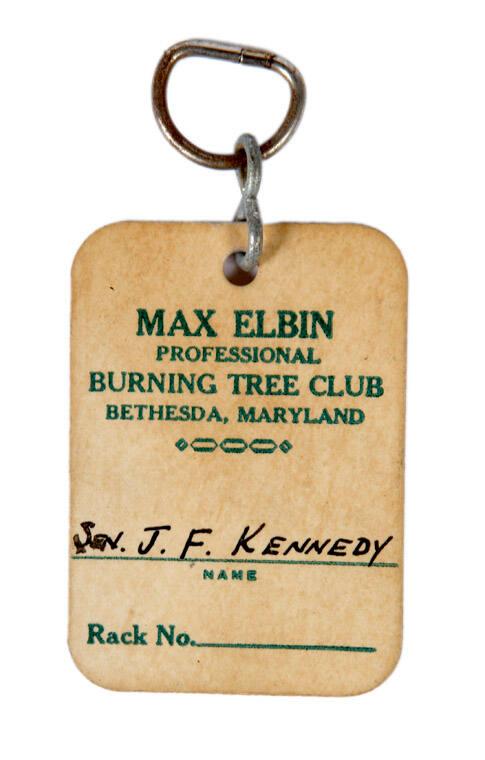 MAX ELBIN
PROFESSIONAL
BURNING TREE CLUB
BETHESDA, MARYLAND
Sen. J. F. KENNEDY
NAME
Rack No.